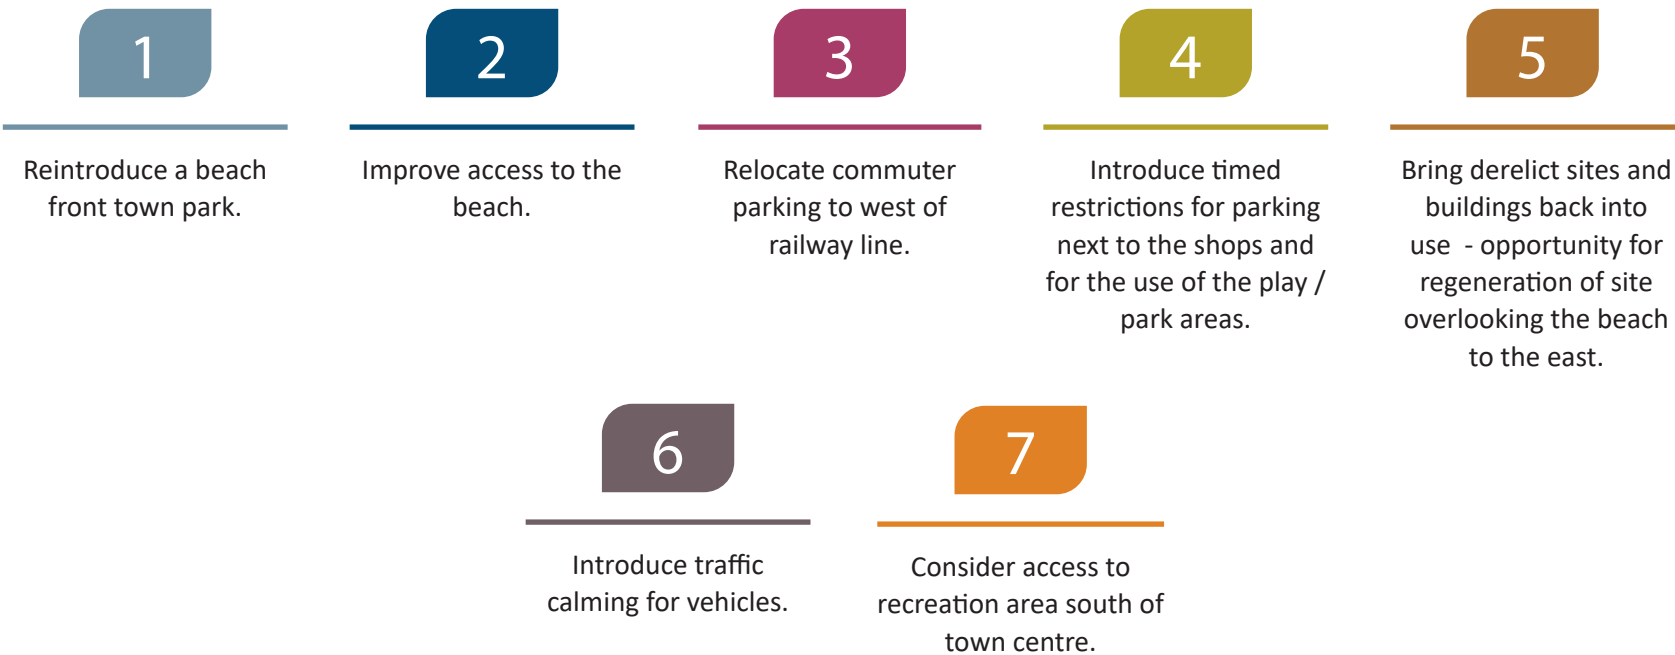 1
Reintroduce a beach
front town park.
2
Improve access to the
beach.
3
Relocate commuter
parking to west of
railway line.
4
Introduce timed
restrictions for parking
next to the shops and
for the use of the play /
park areas.
5
Bring derelict sites and
buildings back into
use  - opportunity for
regeneration of site
overlooking the beach
to the east.
6
Introduce traffic
calming for vehicles.
7
Consider access to
recreation area south of
town centre.